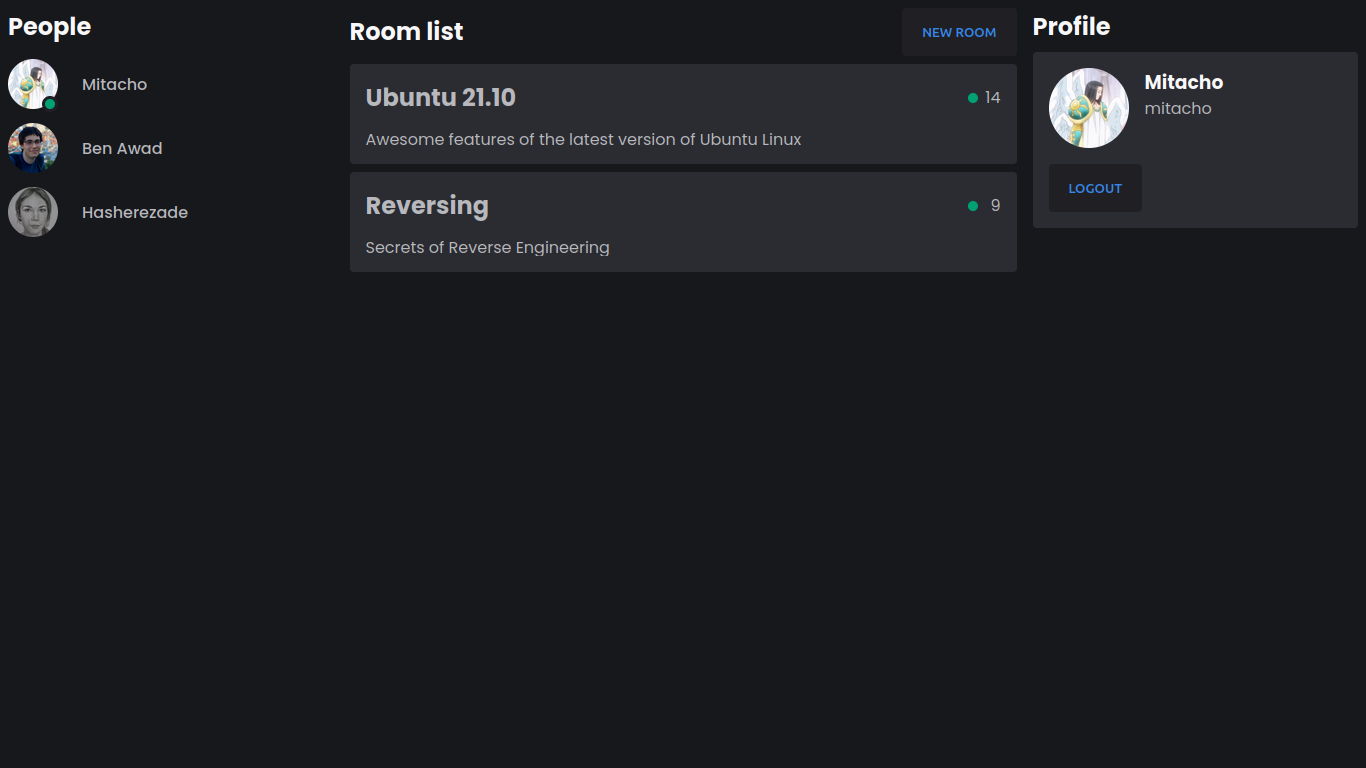 People
Mitacho
Ben Awad
Hasherezade
Room list
NEW ROOM
Ubuntu 21.10
14
Awesome features of the latest version of Ubuntu Linux
Reversing
9
Secrets of Reverse Engineering
Profile
Mitacho
mitacho
LOGOUT